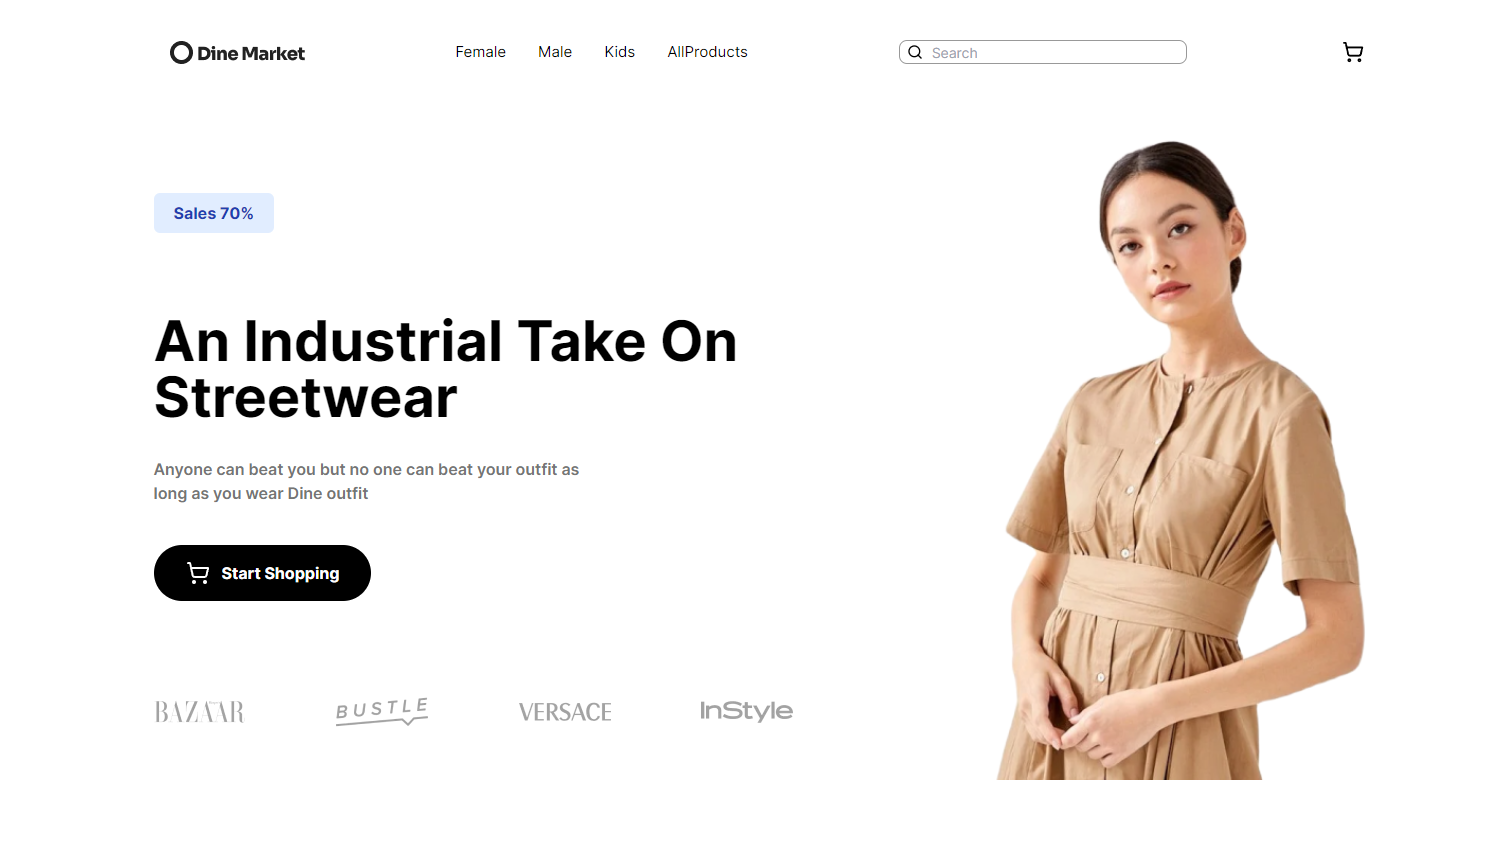 Dine Market
Female
Male
Kids
AllProducts
Search
Sales 70%
An Industrial Take On
Streetwear
Anyone can beat you but no one can beat your outfit as
long as you wear Dine outfit
Start Shopping
BAZAAR
BUSTLE
VERSACE
InStyle